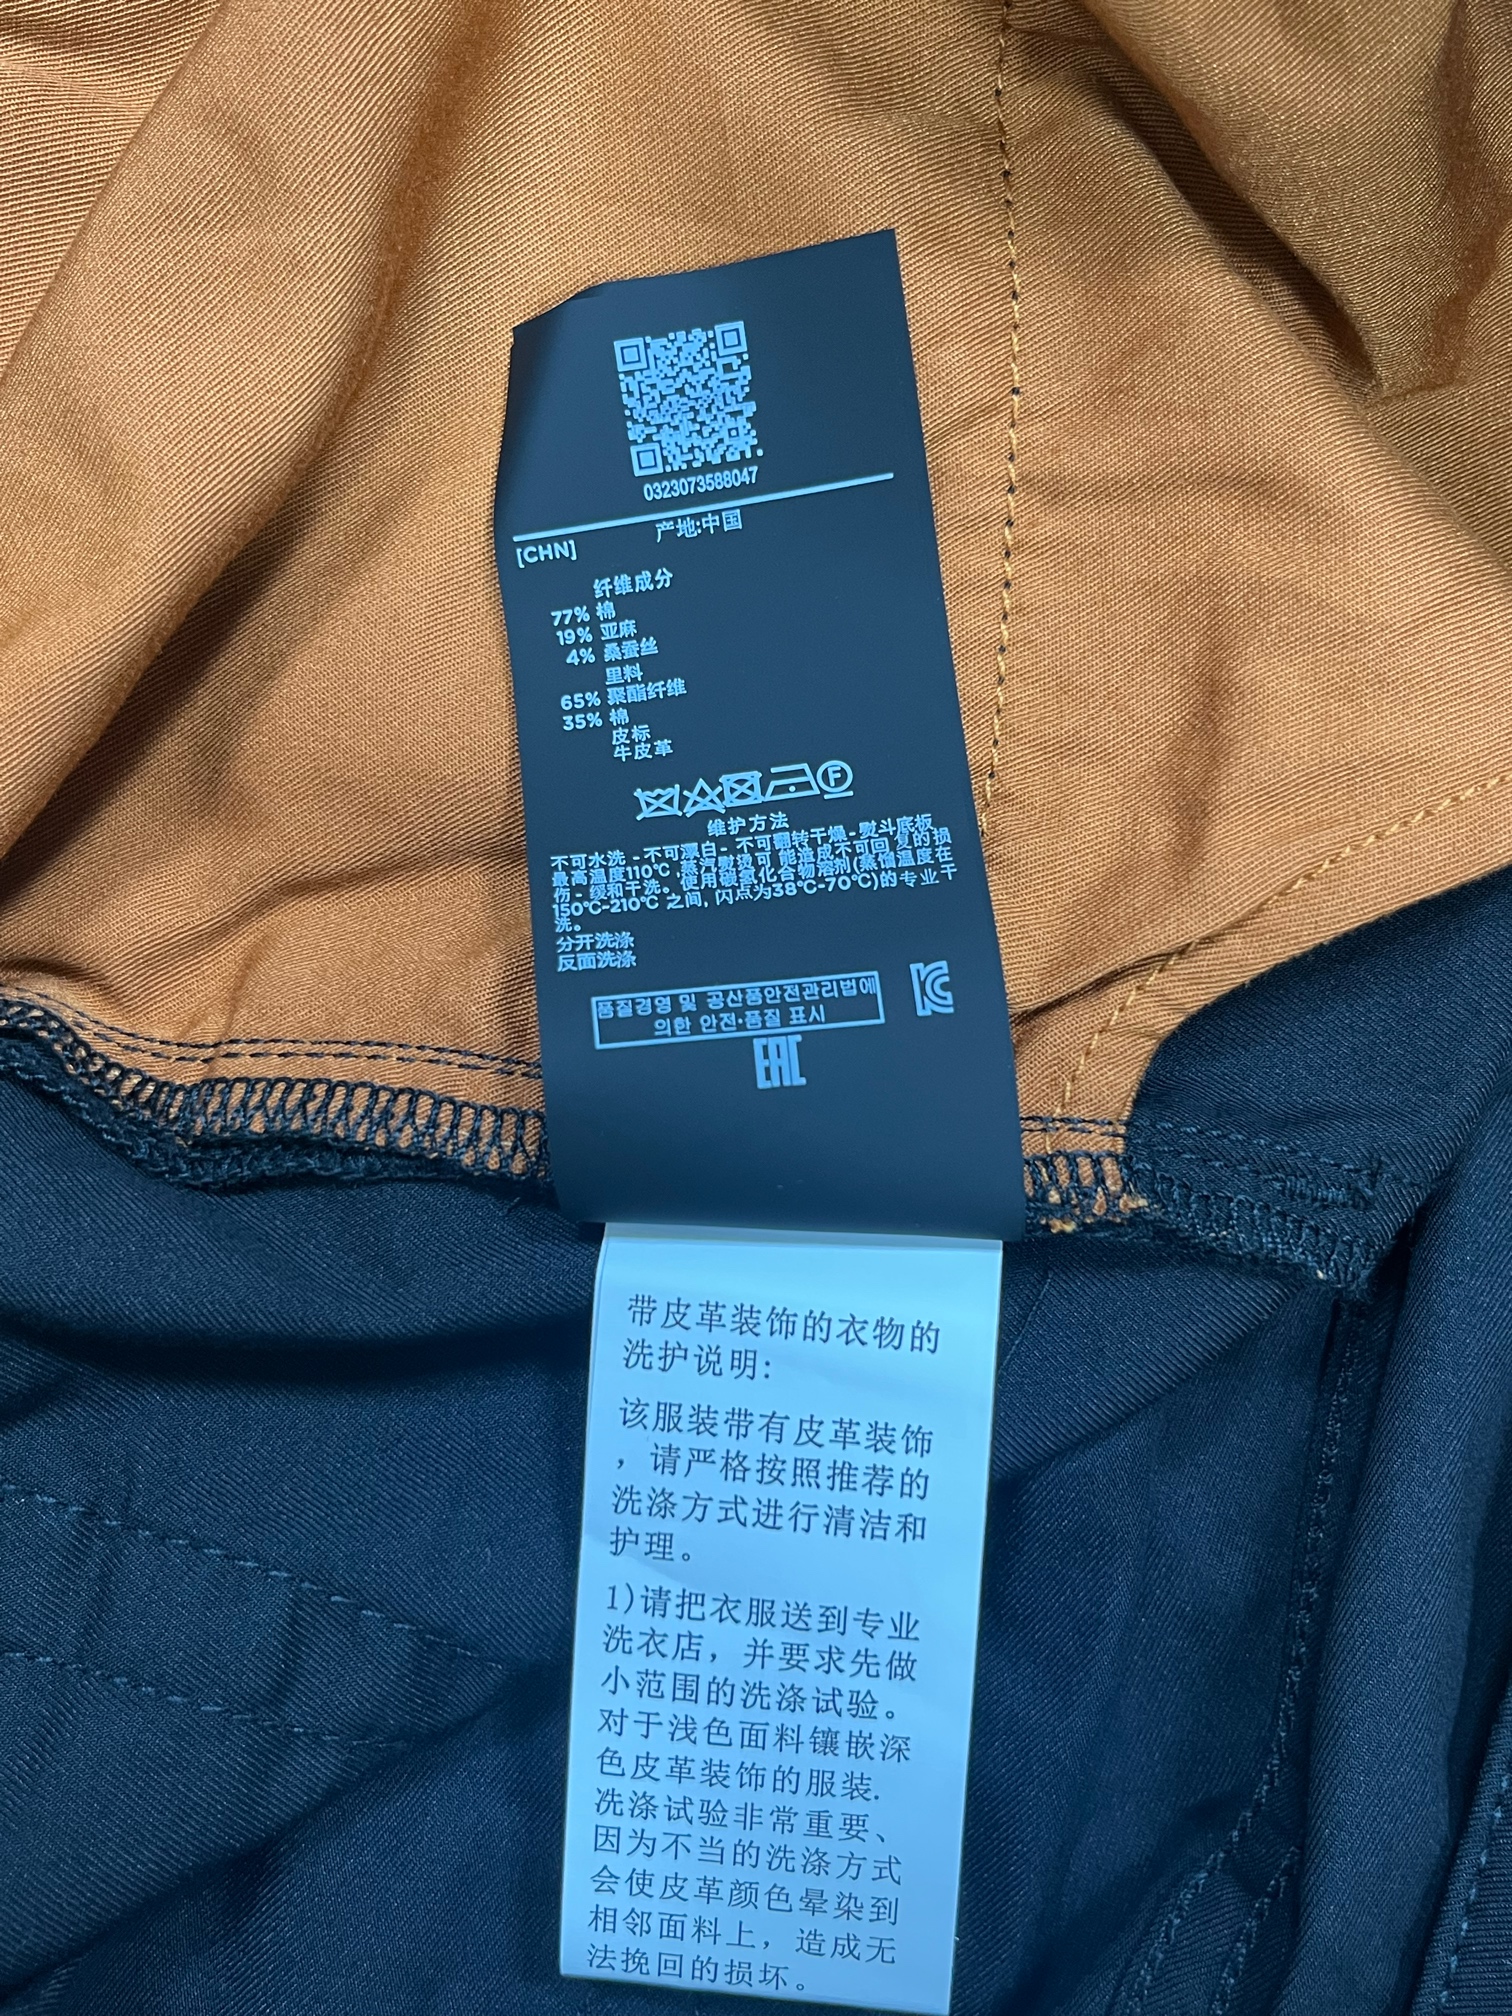 0323073588047
产地:中国
[CHN]
纤维成分
77% 棉
19% 亚麻
4% 桑蚕丝
里料
65% 聚酯纤维
35% 棉
皮标
牛皮革
F
维护方法
不可水洗 - 不可漂白 - 不可翻转干燥 - 熨斗底板
最高温度110℃ ,蒸汽熨烫可 能造成不可回 复的损
伤 - 缓和干洗。使用碳氢化合物溶剂(蒸馏温度在
150℃-210℃ 之间, 闪点为38℃-70℃)的专业干
洗。
分开洗涤
反面洗涤
품질경영 및 공산품안전관리법에
의한 안전·품질 표시
EAC
带皮革装饰的衣物的
洗护说明:
该服装带有皮革装饰
，请严格按照推荐的
洗涤方式进行清洁和
护理。
1)请把衣服送到专业
洗衣店，并要求先做
小范围的洗涤试验。
对于浅色面料镶嵌深
色皮革装饰的服装.
洗涤试验非常重要、
因为不当的洗涤方式
会使皮革颜色晕染到
相邻面料上，造成无
法挽回的损坏。